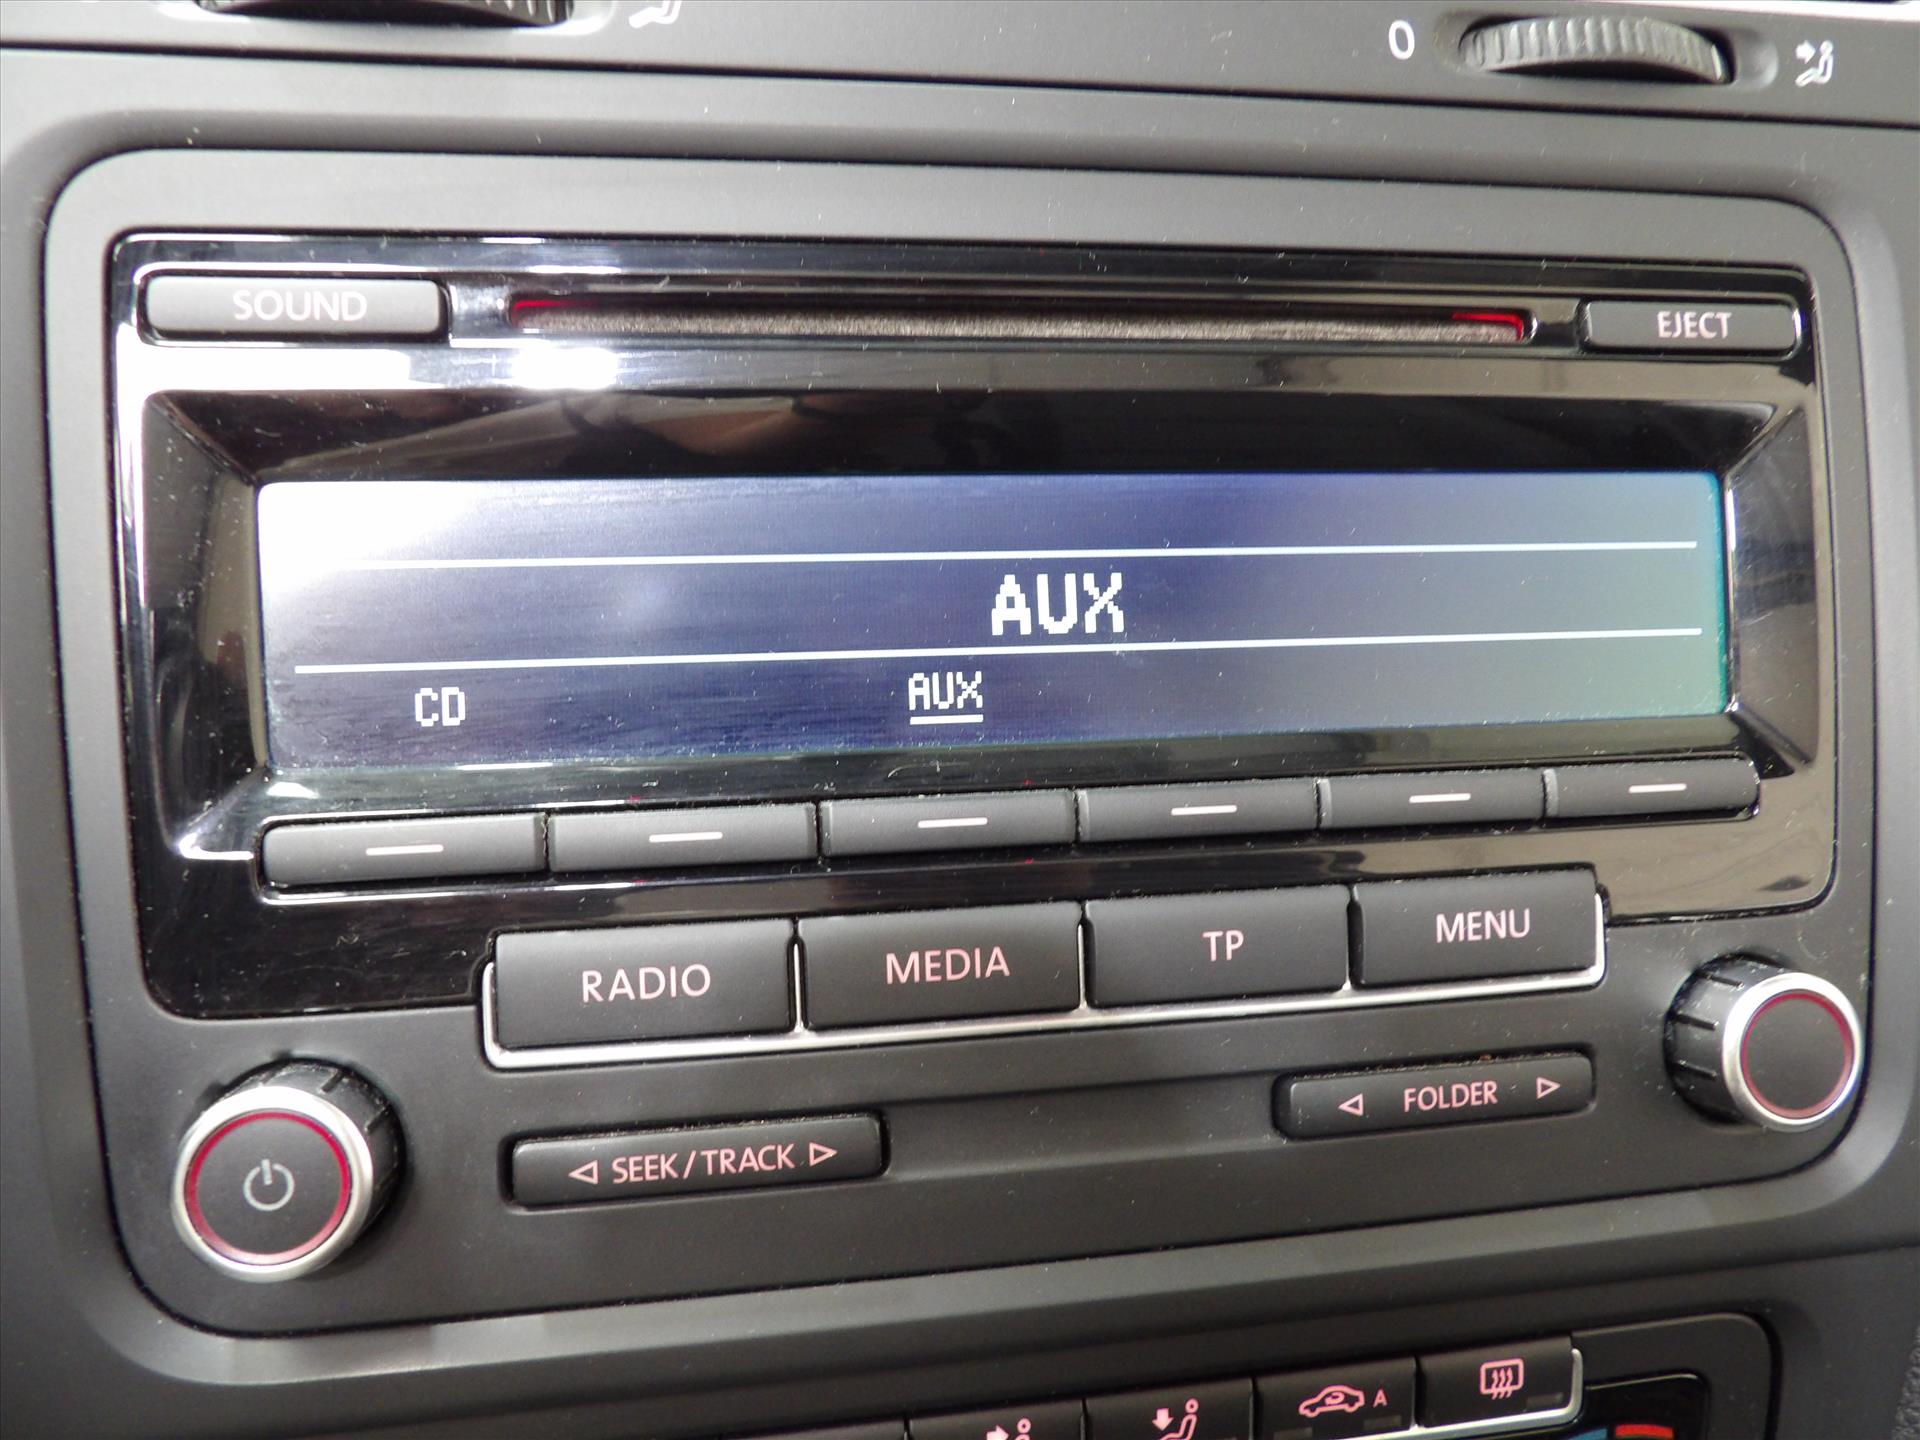 0
SOUND
EJECT
AUX
CD AUX
RADIO MEDIA TP MENU
SEEK/TRACK
FOLDER
A